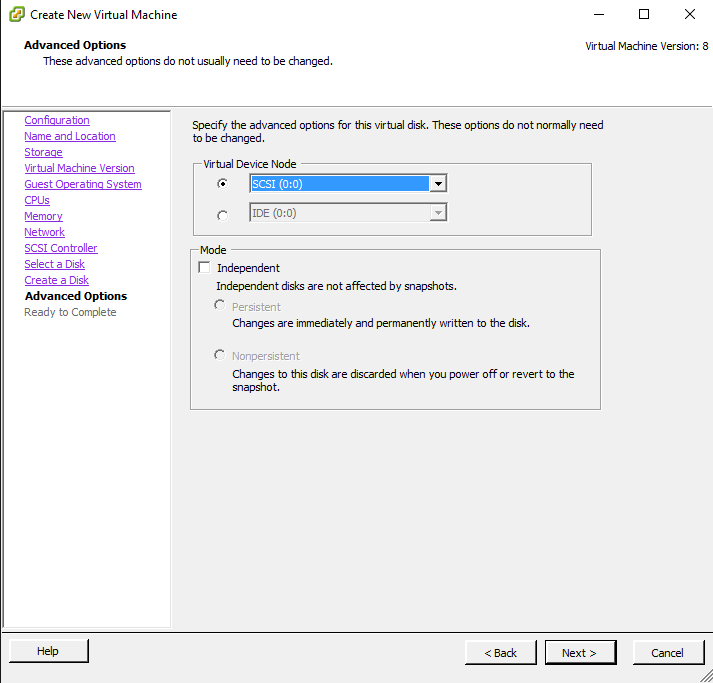 Create New Virtual Machine
Advanced Options
These advanced options do not usually need to be changed.
Virtual Machine Version: 8
Configuration
Name and Location
Storage
Virtual Machine Version
Guest Operating System
CPUs
Memory
Network
SCSI Controller
Select a Disk
Create a Disk
Advanced Options
Ready to Complete
Specify the advanced options for this virtual disk. These options do not normally need
to be changed.
Virtual Device Node
SCSI (0:0)
IDE (0:0)
Mode
Independent
Independent disks are not affected by snapshots.
Persistent
Changes are immediately and permanently written to the disk.
Nonpersistent
Changes to this disk are discarded when you power off or revert to the
snapshot.
Help
< Back
Next >
Cancel